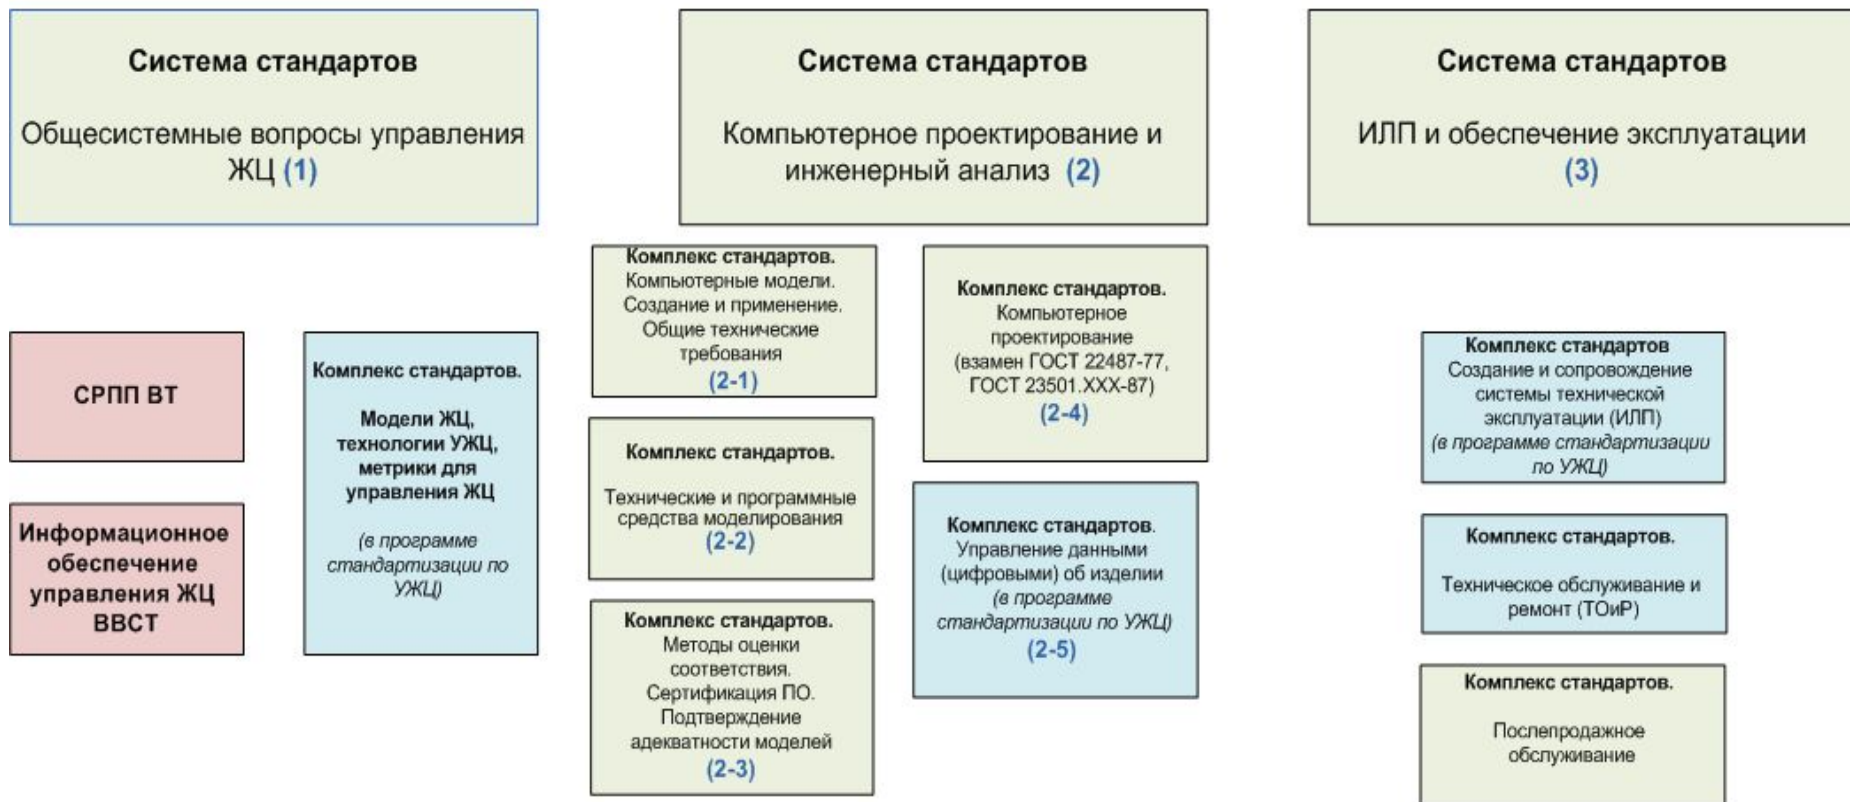 Система стандартов
Общесистемные вопросы управления
ЖЦ (1)
СРПП ВТ
Информационное
обеспечение
управления ЖЦ
ВВСТ
Комплекс стандартов.
Модели ЖЦ,
технологии УЖЦ,
метрики для
управления ЖЦ
(в программе
стандартизации по
УЖЦ)
Система стандартов
Компьютерное проектирование и
инженерный анализ (2)
Комплекс стандартов.
Компьютерные модели.
Создание и применение.
Общие технические
требования
(2-1)
Комплекс стандартов.
Технические и программные
средства моделирования
(2-2)
Комплекс стандартов.
Методы оценки
соответствия.
Сертификация ПО.
Подтверждение
адекватности моделей
(2-3)
Комплекс стандартов.
Компьютерное
проектирование
(взамен ГОСТ 22487-77,
ГОСТ 23501.ХХХ-87)
(2-4)
Комплекс стандартов.
Управление данными
(цифровыми) об изделии
(в программе
стандартизации по УЖЦ)
(2-5)
Система стандартов
ИЛП и обеспечение эксплуатации
(3)
Комплекс стандартов
Создание и сопровождение
системы технической
эксплуатации (ИЛП)
(в программе стандартизации
по УЖЦ)
Комплекс стандартов.
Техническое обслуживание и
ремонт (ТОиР)
Комплекс стандартов.
Послепродажное
обслуживание